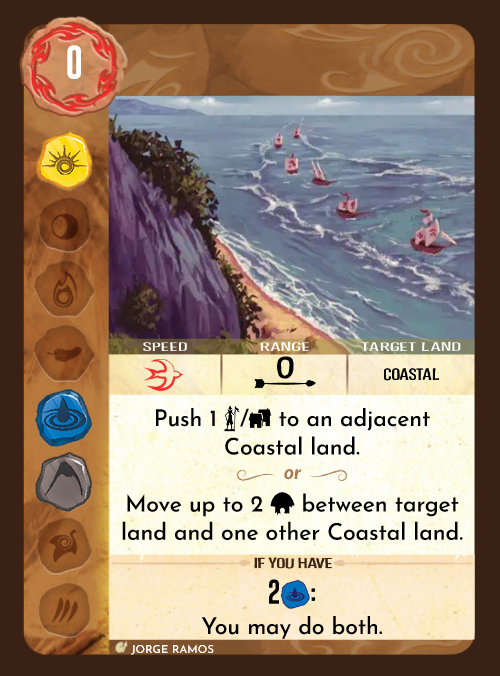 0
SPEED RANGE TARGET LAND
0 COASTAL
Push 1 / to an adjacent
Coastal land.
or
Move up to 2 between target
land and one other Coastal land.
IF YOU HAVE
2 :
You may do both.
JORGE RAMOS